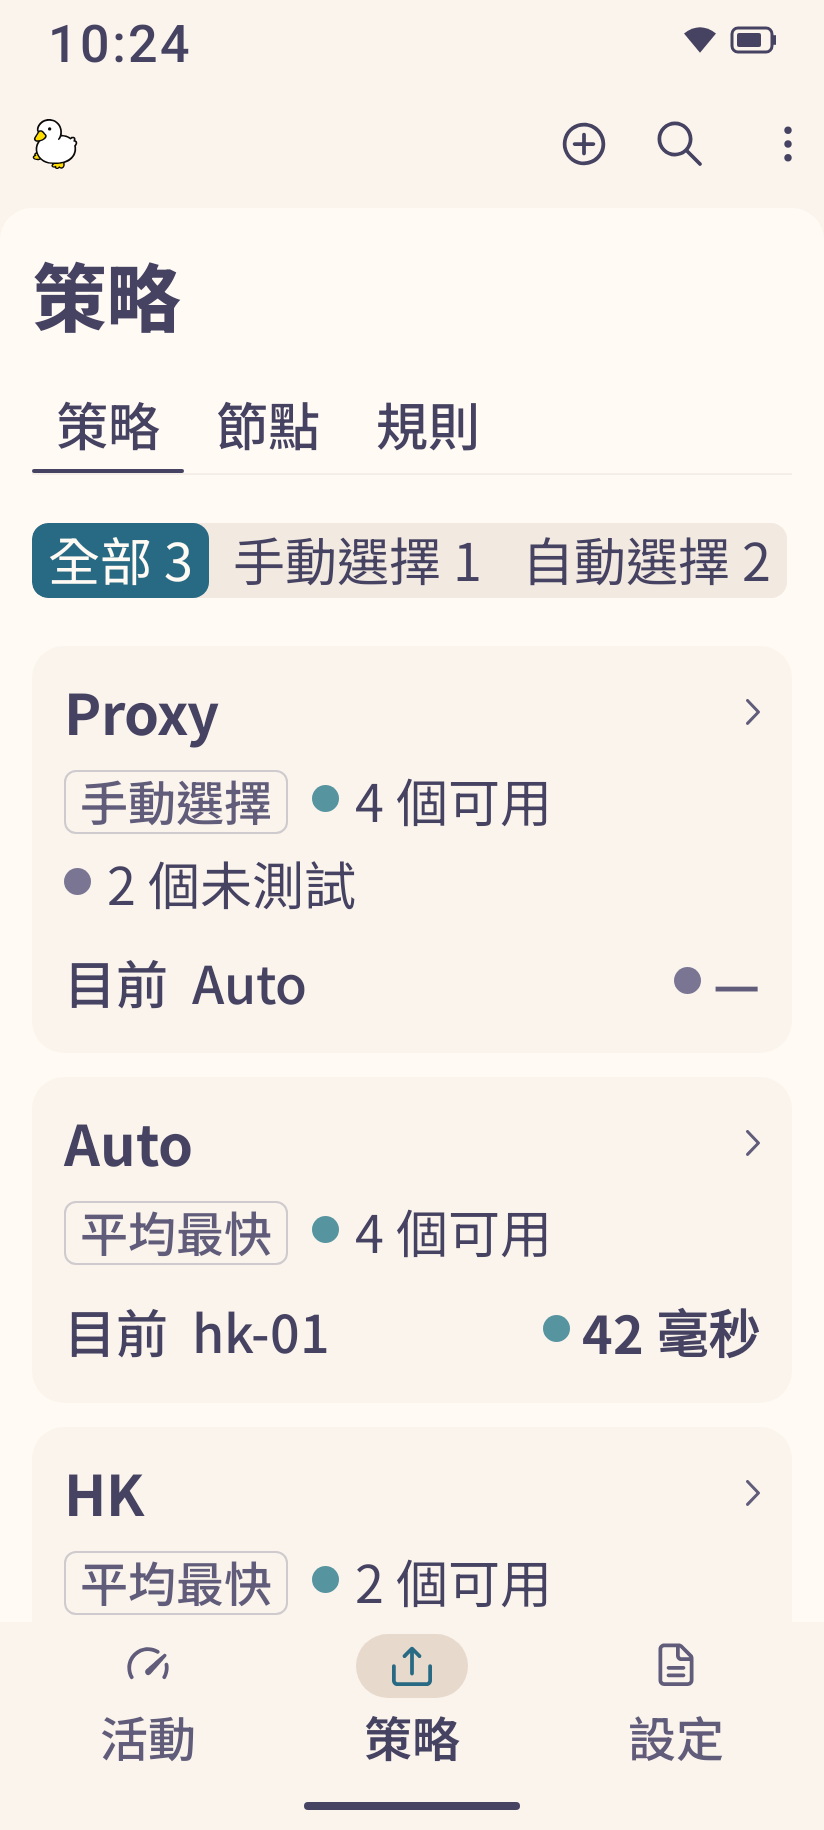 10:24
策略
策略 節點 規則
全部 3 手動選擇 1 自動選擇 2
Proxy
手動選擇 4 個可用
2 個未測試
目前 Auto —
Auto
平均最快 4 個可用
目前 hk-01 42 毫秒
HK
平均最快 2 個可用
活動 策略 設定